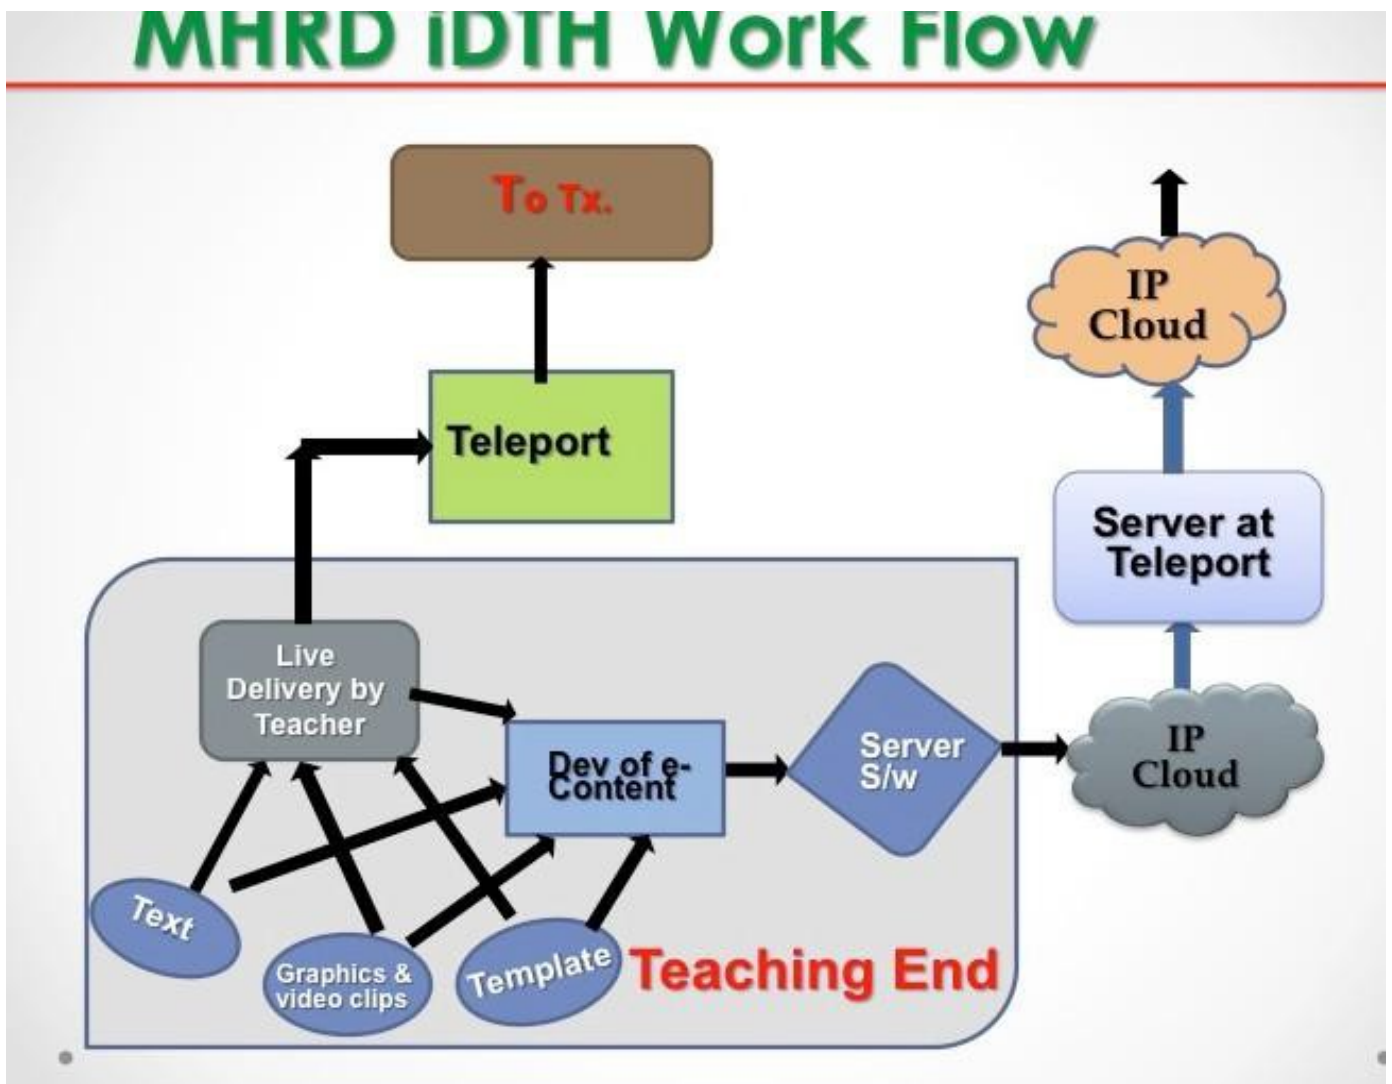 MHRD iDTH Work Flow
To Tx.
IP
Cloud
Teleport
Server at
Teleport
Live
Delivery by
Teacher
Dev of e-
Content
Server
S/w
IP
Cloud
Text
Graphics &
video clips
Template
Teaching End